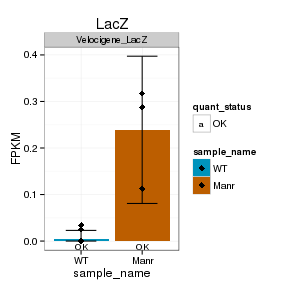 LacZ
Velocigene_LacZ
0.4
0.3
0.2
0.1
0.0
FPKM
OK
OK
WT
Manr
sample_name
quant_status
a OK
sample_name
WT
Manr